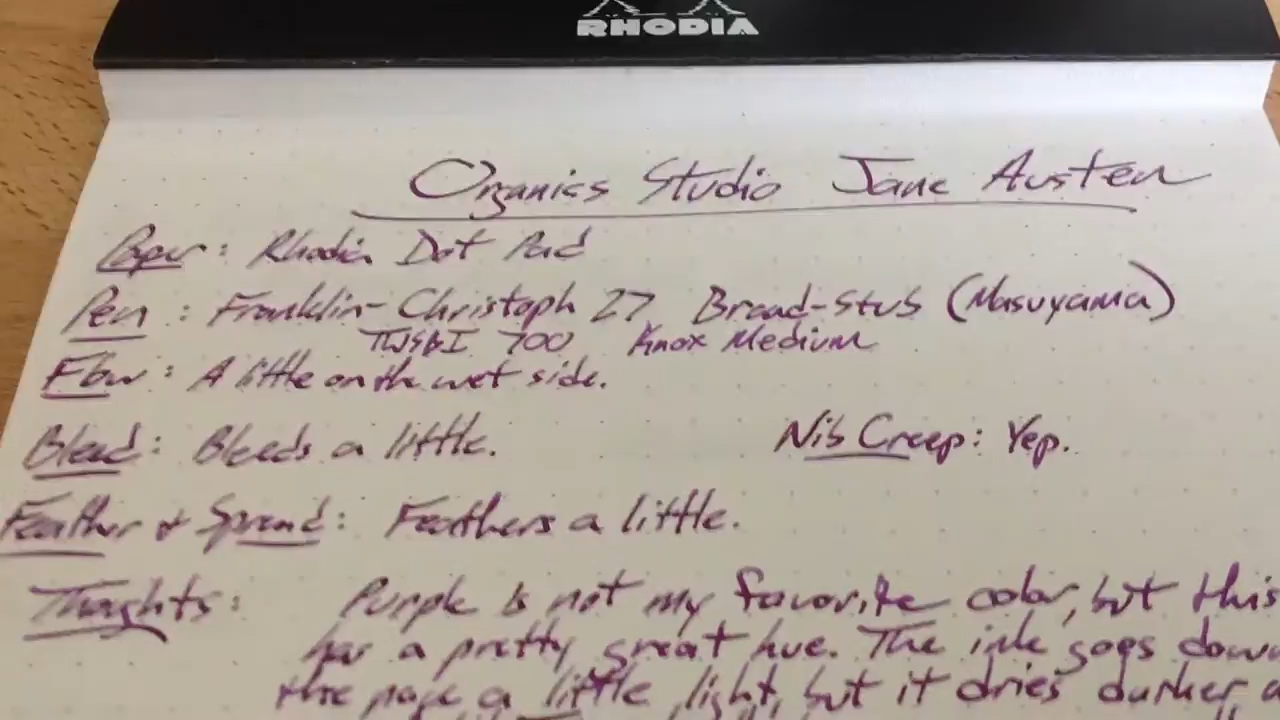 RHODIA
Organics Studio Jane Austen
Paper: Rhodia Dot Pad
Pen: Franklin-Christoph 27 Broad-Stub (Masuyama)
TWSBI 700 Knox Medium
Flow: A little on the wet side.
Bleed: Bleeds a little. Nib Creep: Yep.
Feather & Spread: Feathers a little.
Thoughts: Purple is not my favorite color, but this
has a pretty great hue. The ink goes down
the page a little light, but it dries darker